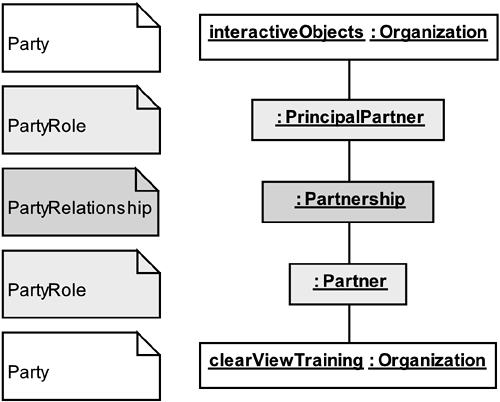 Party
interactiveObjects : Organization
PartyRole
: PrincipalPartner
PartyRelationship
: Partnership
PartyRole
: Partner
Party
clearViewTraining : Organization